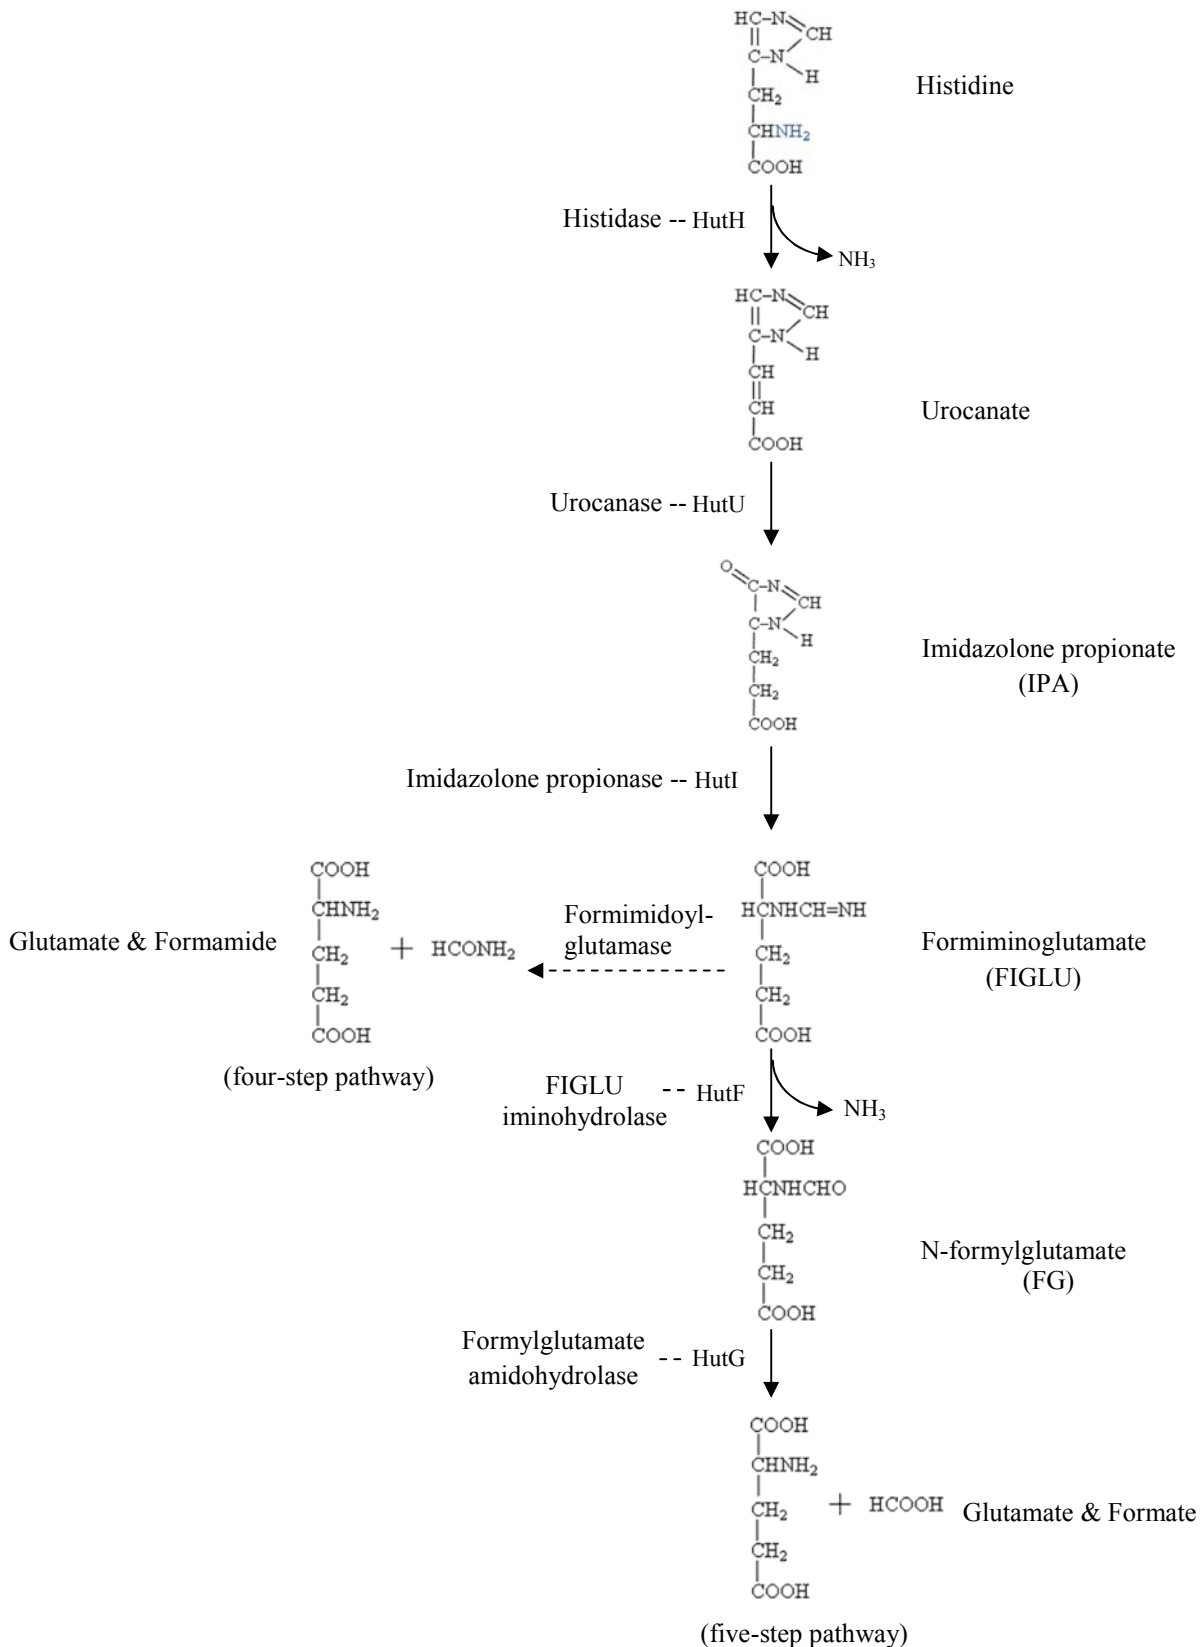 HC-N
CH
C-N
H
CH₂
CHNH₂
COOH
Histidine
Histidase -- HutH
NH₃
HC-N
CH
C-N
H
CH
CH
COOH
Urocanate
Urocanase -- HutU
O
C-N
CH
C-N
H
CH₂
CH₂
COOH
Imidazolone propionate
(IPA)
Imidazolone propionase -- HutI
COOH
CHNH₂
CH₂
CH₂
COOH
+ HCONH₂
Glutamate & Formamide
(four-step pathway)
Formimidoyl-
glutamase
COOH
HCNHCH=NH
CH₂
CH₂
COOH
Formiminoglutamate
(FIGLU)
FIGLU
iminohydrolase
-- HutF
NH₃
COOH
HCNHCHO
CH₂
CH₂
COOH
N-formylglutamate
(FG)
Formylglutamate
amidohydrolase
-- HutG
COOH
CHNH₂
CH₂
CH₂
COOH
+ HCOOH
Glutamate & Formate
(five-step pathway)